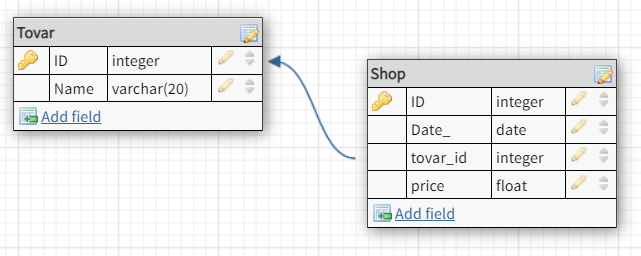 Tovar
ID integer
Name varchar(20)
Add field
Shop
ID integer
Date_ date
tovar_id integer
price float
Add field